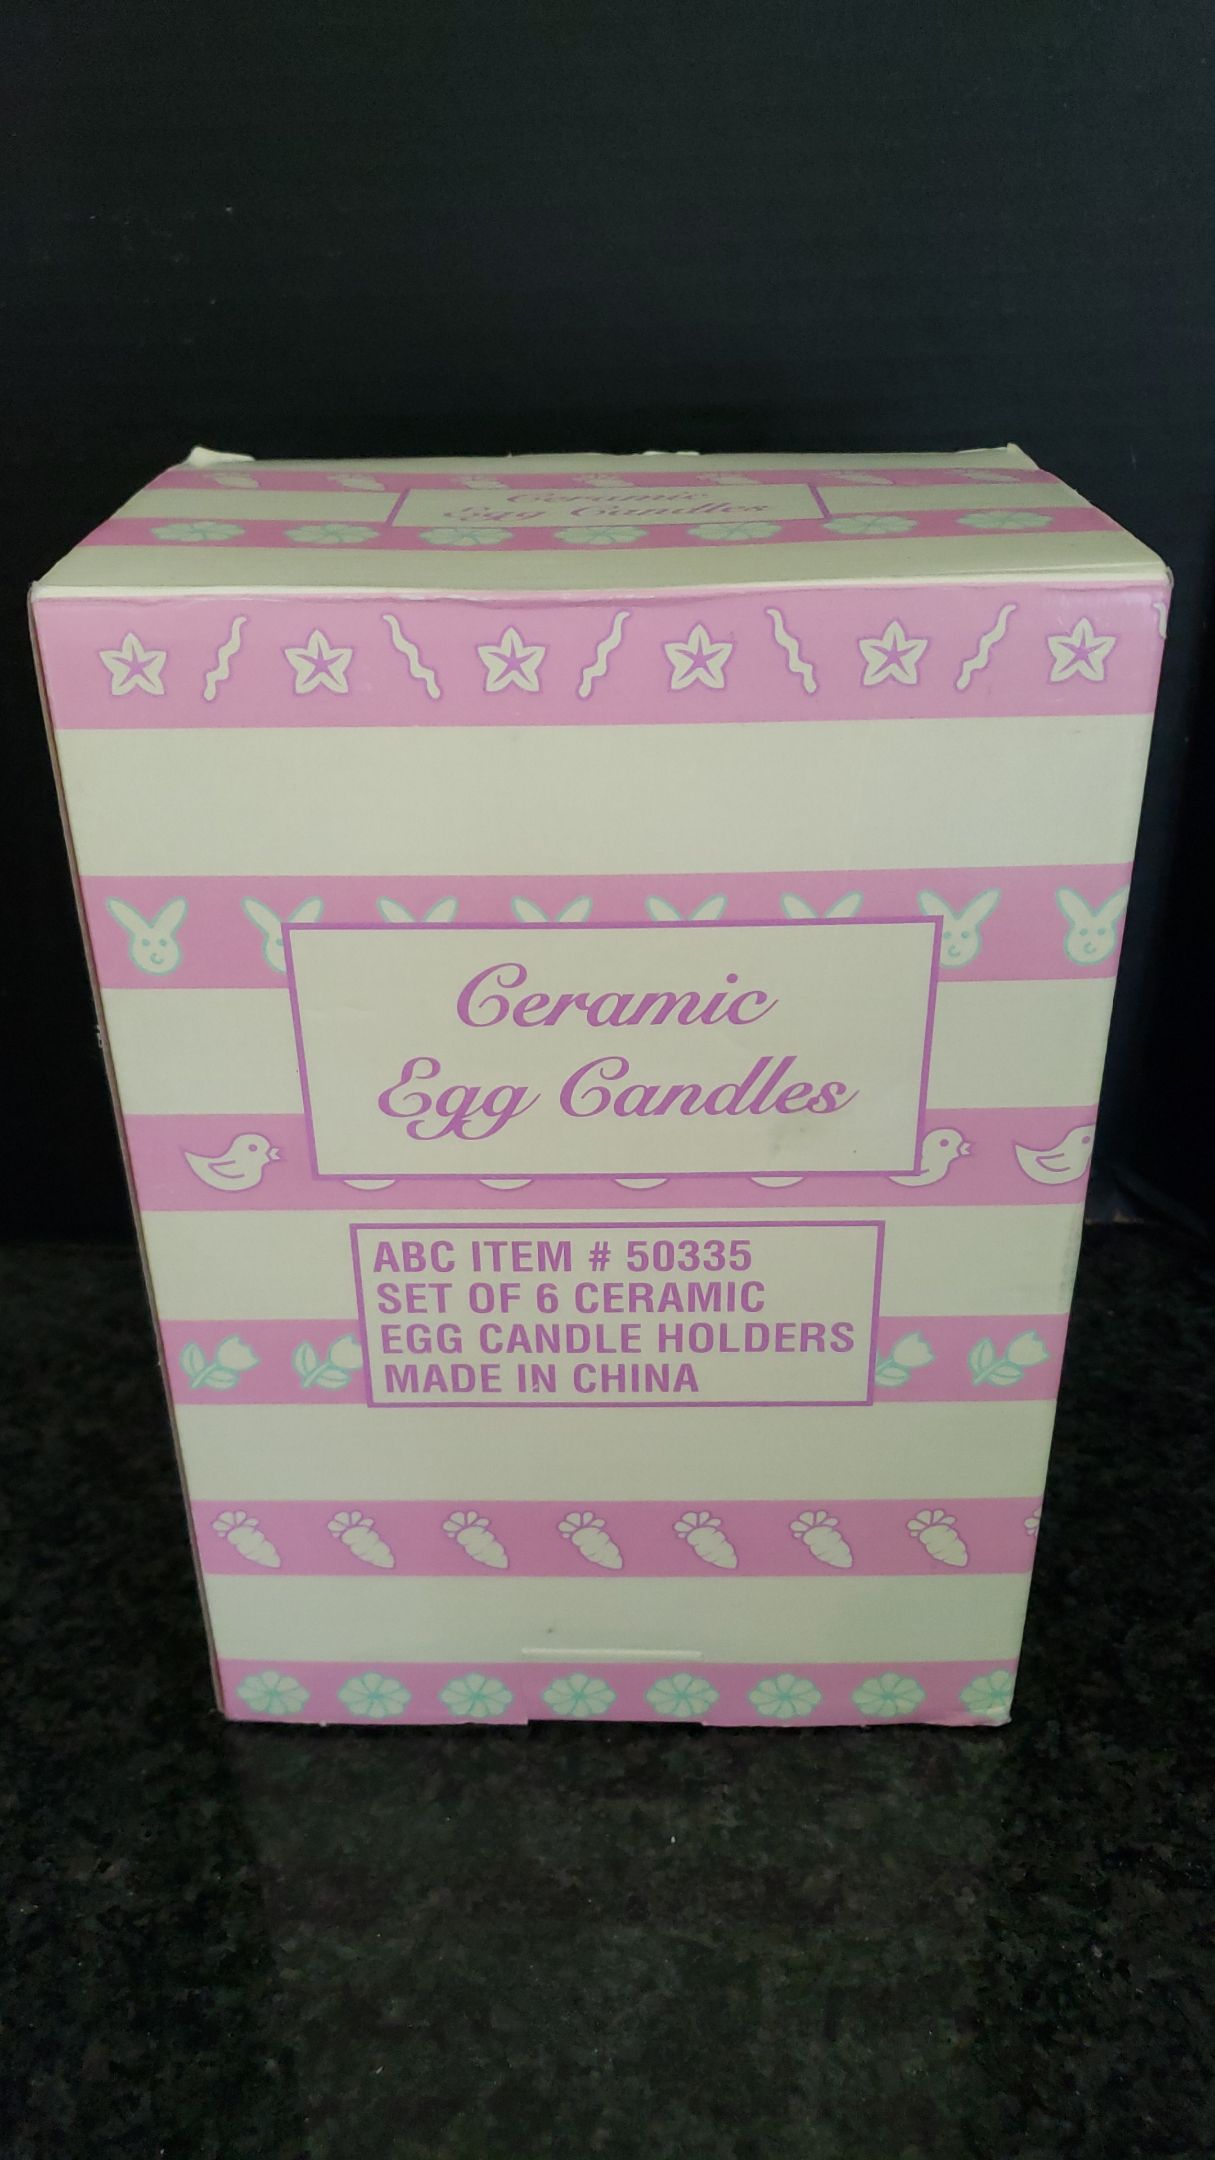 Ceramic
Egg Candles
Ceramic
Egg Candles
ABC ITEM # 50335
SET OF 6 CERAMIC
EGG CANDLE HOLDERS
MADE IN CHINA